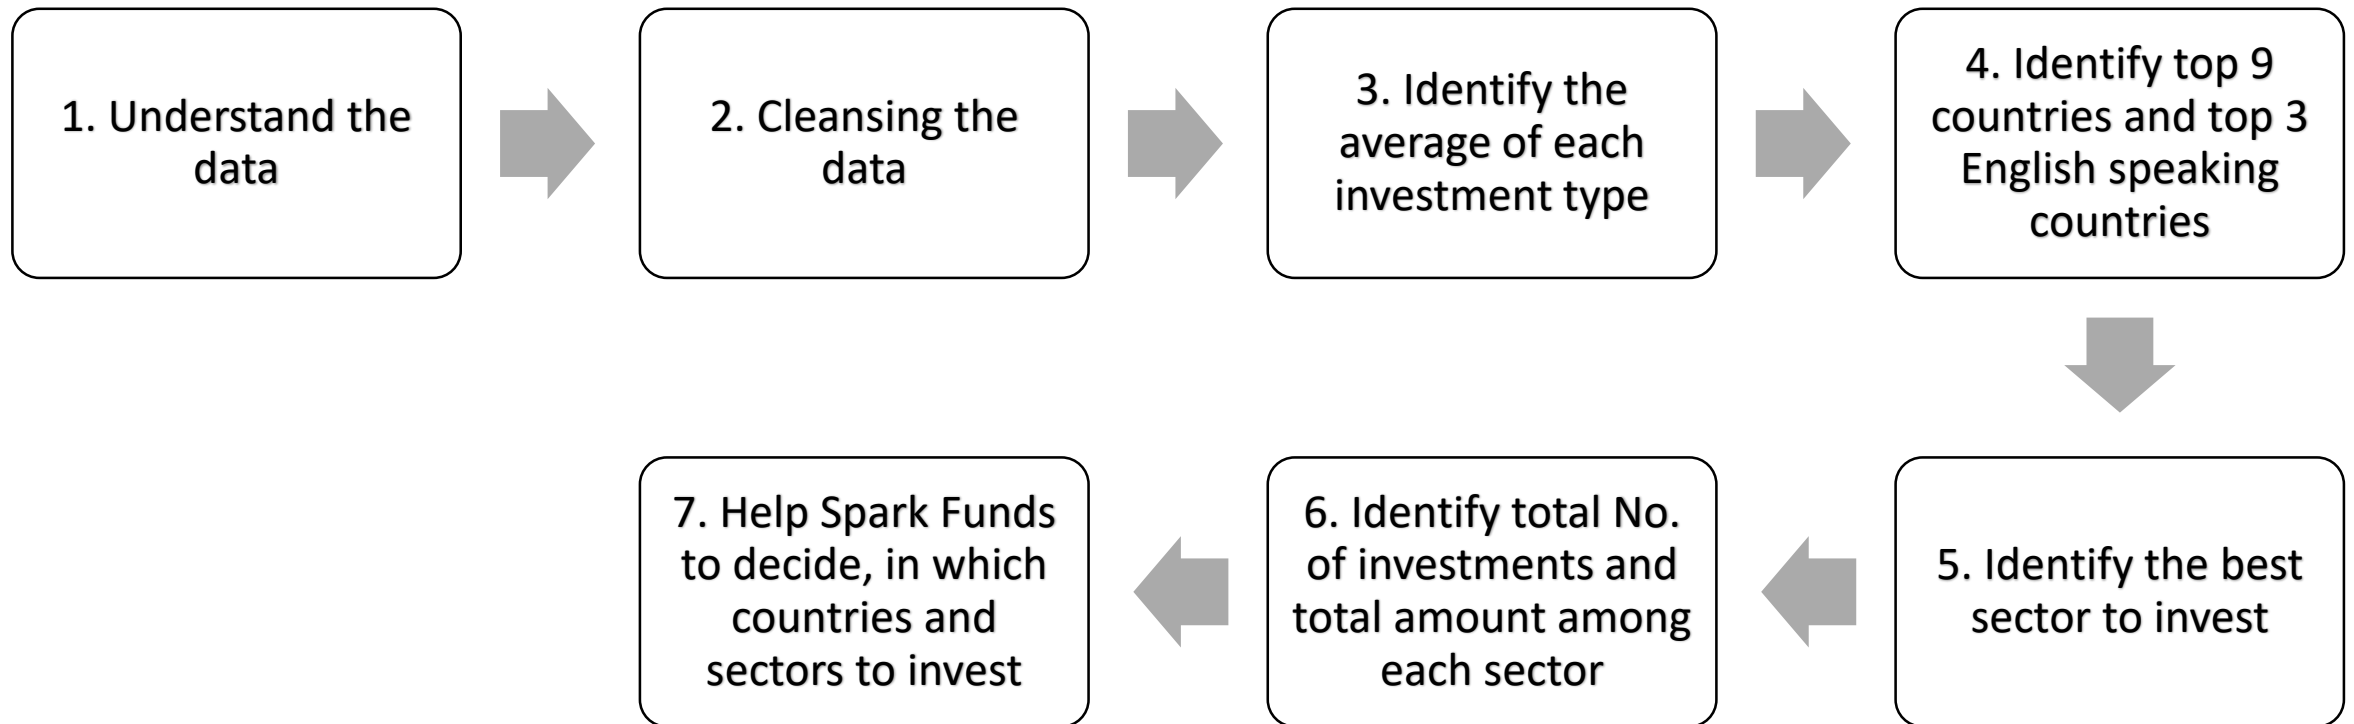 1. Understand the
data
2. Cleansing the
data
3. Identify the
average of each
investment type
4. Identify top 9
countries and top 3
English speaking
countries
5. Identify the best
sector to invest
6. Identify total No.
of investments and
total amount among
each sector
7. Help Spark Funds
to decide, in which
countries and
sectors to invest